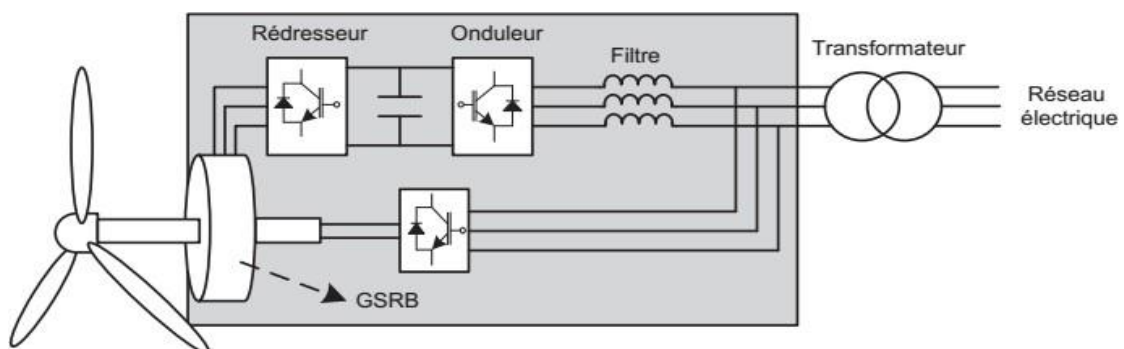 Rédresseur
Onduleur
Filtre
Transformateur
Réseau
électrique
GSRB